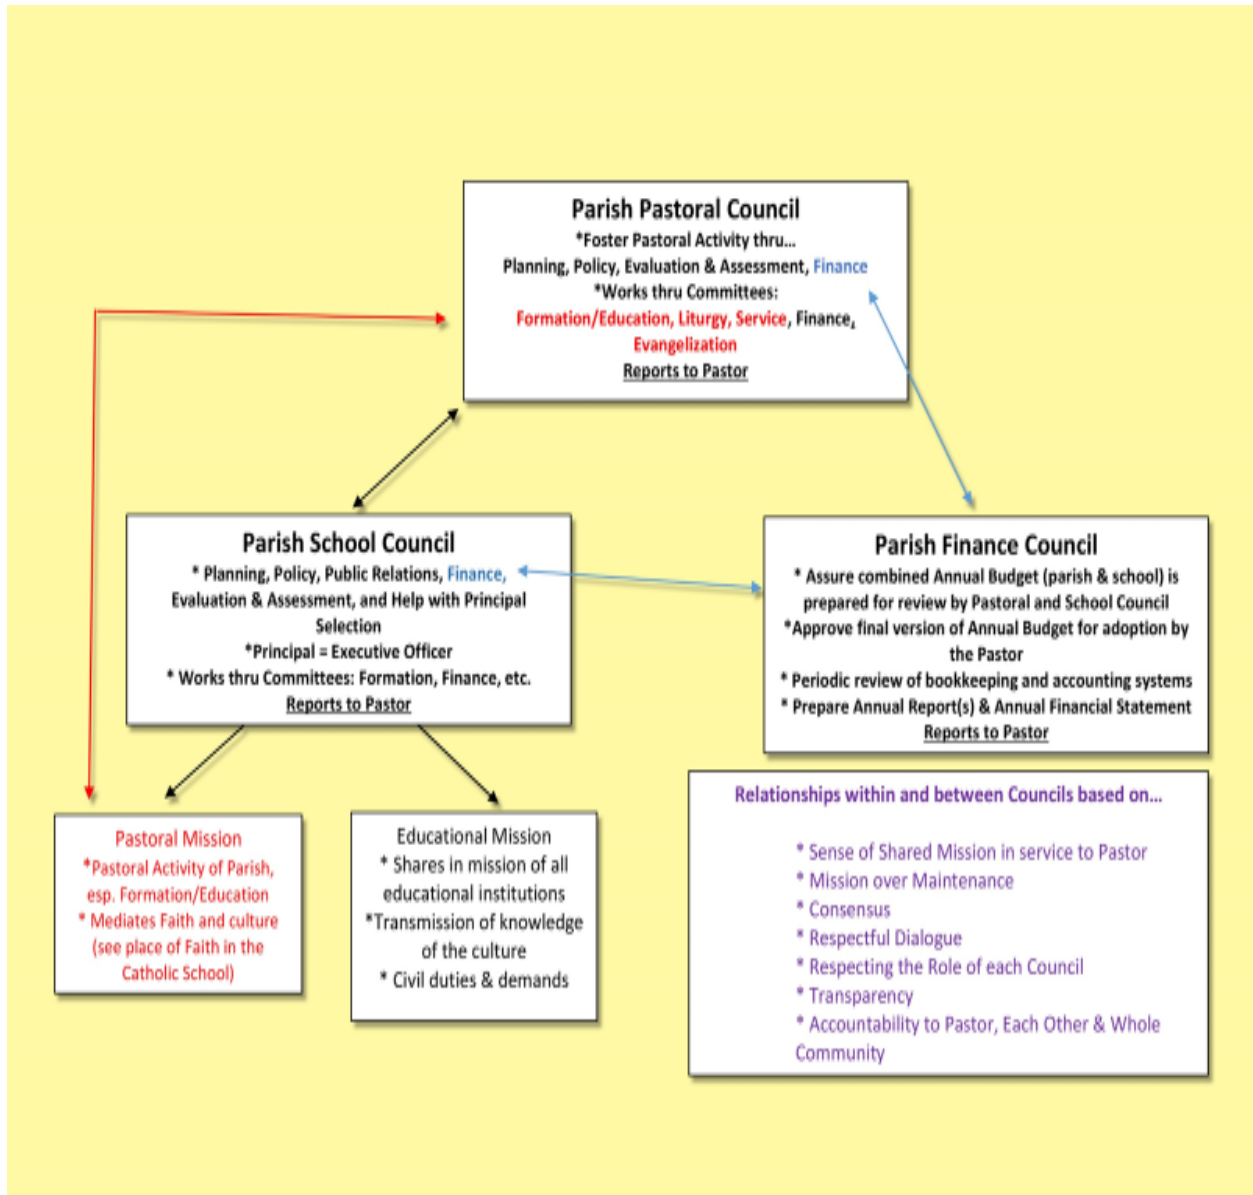 Parish Pastoral Council
*Foster Pastoral Activity thru...
Planning, Policy, Evaluation & Assessment, Finance
*Works thru Committees:
Formation/Education, Liturgy, Service, Finance,
Evangelization
Reports to Pastor
Parish School Council
* Planning, Policy, Public Relations, Finance,
Evaluation & Assessment, and Help with Principal
Selection
*Principal = Executive Officer
* Works thru Committees: Formation, Finance, etc.
Reports to Pastor
Parish Finance Council
* Assure combined Annual Budget (parish & school) is
prepared for review by Pastoral and School Council
*Approve final version of Annual Budget for adoption by
the Pastor
* Periodic review of bookkeeping and accounting systems
* Prepare Annual Report(s) & Annual Financial Statement
Reports to Pastor
Pastoral Mission
*Pastoral Activity of Parish,
esp. Formation/Education
* Mediates Faith and culture
(see place of Faith in the
Catholic School)
Educational Mission
* Shares in mission of all
educational institutions
*Transmission of knowledge
of the culture
* Civil duties & demands
Relationships within and between Councils based on...
* Sense of Shared Mission in service to Pastor
* Mission over Maintenance
* Consensus
* Respectful Dialogue
* Respecting the Role of each Council
* Transparency
* Accountability to Pastor, Each Other & Whole
Community